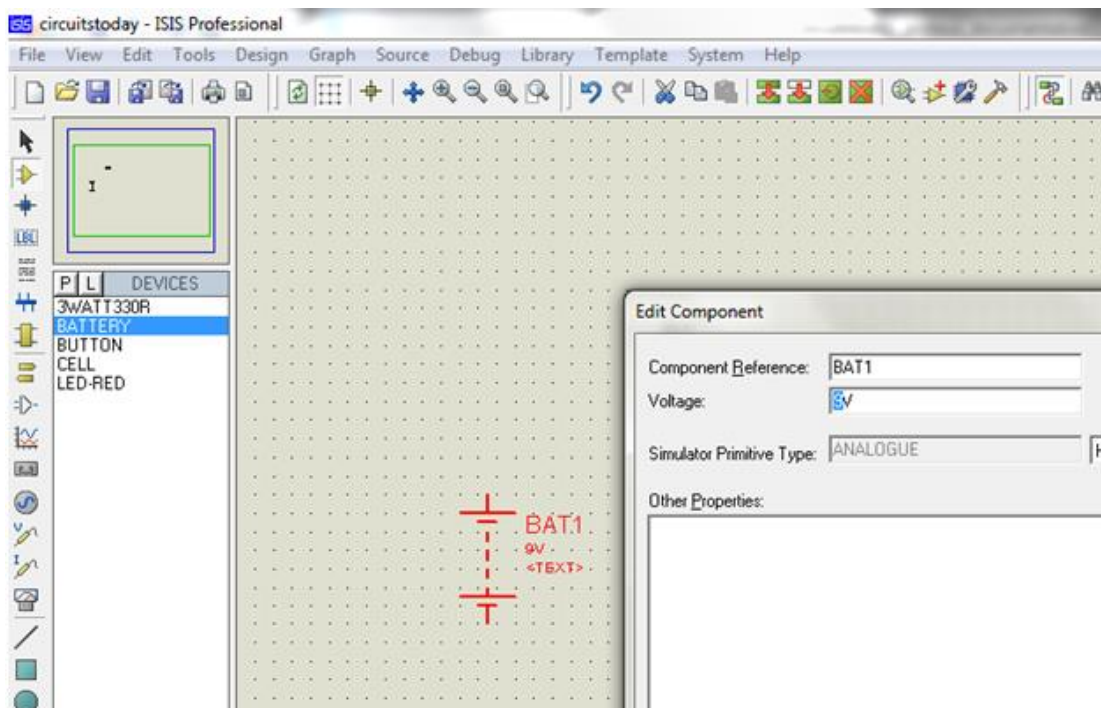 ISIS circuitstoday - ISIS Professional
File View Edit Tools Design Graph Source Debug Library Template System Help
LBL
P L DEVICES
3WATT330R
BATTERY
BUTTON
CELL
LED-RED
Edit Component
Component Reference: BAT1
Voltage: 9V
Simulator Primitive Type: ANALOGUE
Other Properties:
BAT1
9V
<TEXT>
V
I